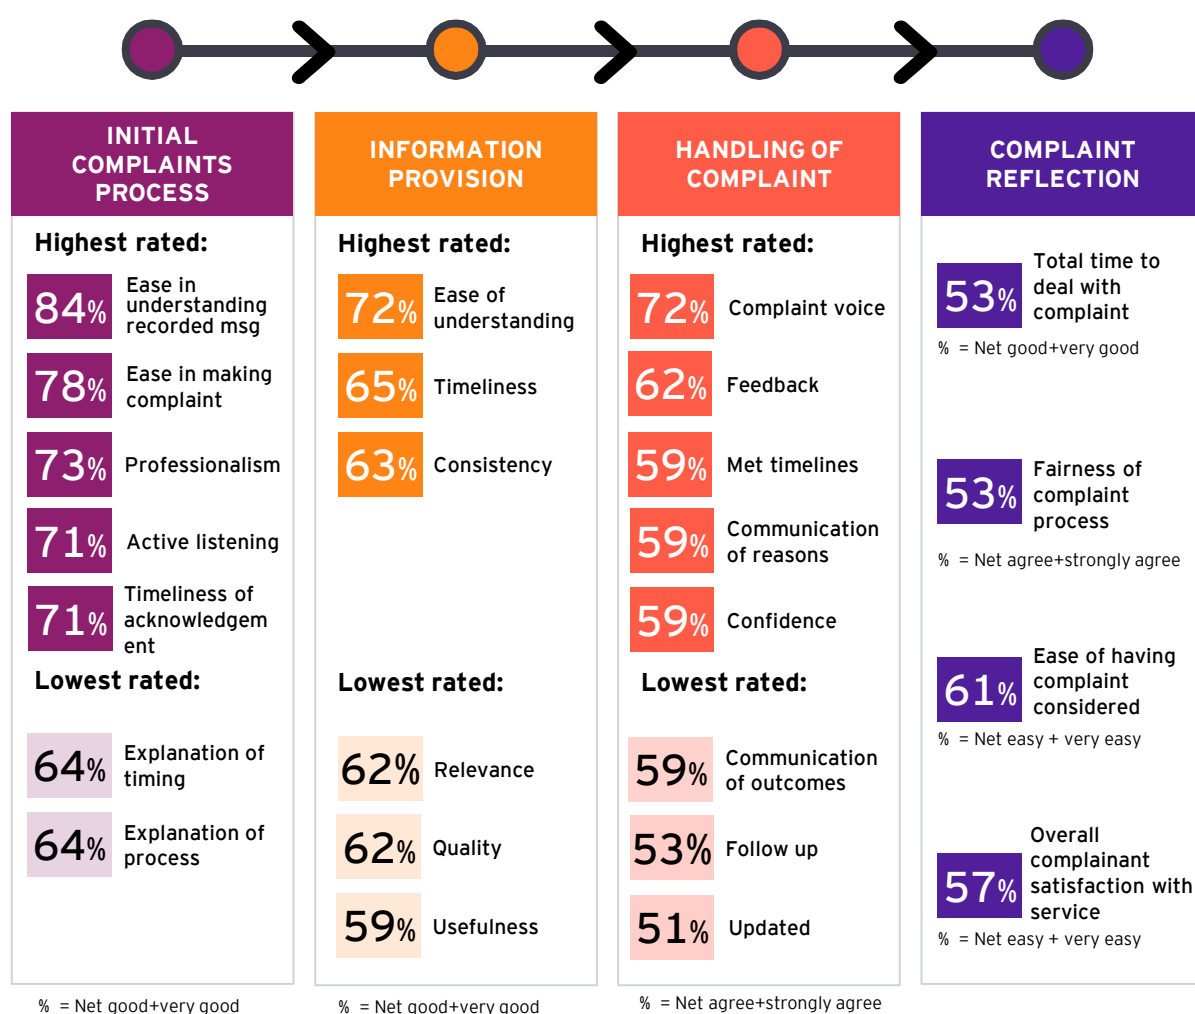 INITIAL
COMPLAINTS
PROCESS
Highest rated:
84%
Ease in
understanding
recorded msg
78%
Ease in making
complaint
73%
Professionalism
71%
Active listening
71%
Timeliness of
acknowledgem
ent
Lowest rated:
64%
Explanation of
timing
64%
Explanation of
process
% = Net good+very good
INFORMATION
PROVISION
Highest rated:
72%
Ease of
understanding
65%
Timeliness
63%
Consistency
Lowest rated:
62%
Relevance
62%
Quality
59%
Usefulness
% = Net good+very good
HANDLING OF
COMPLAINT
Highest rated:
72%
Complaint voice
62%
Feedback
59%
Met timelines
59%
Communication
of reasons
59%
Confidence
Lowest rated:
59%
Communication
of outcomes
53%
Follow up
51%
Updated
% = Net agree+strongly agree
COMPLAINT
REFLECTION
53%
Total time to
deal with
complaint
% = Net good+very good
53%
Fairness of
complaint
process
% = Net agree+strongly agree
61%
Ease of having
complaint
considered
% = Net easy + very easy
57%
Overall
complainant
satisfaction with
service
% = Net easy + very easy